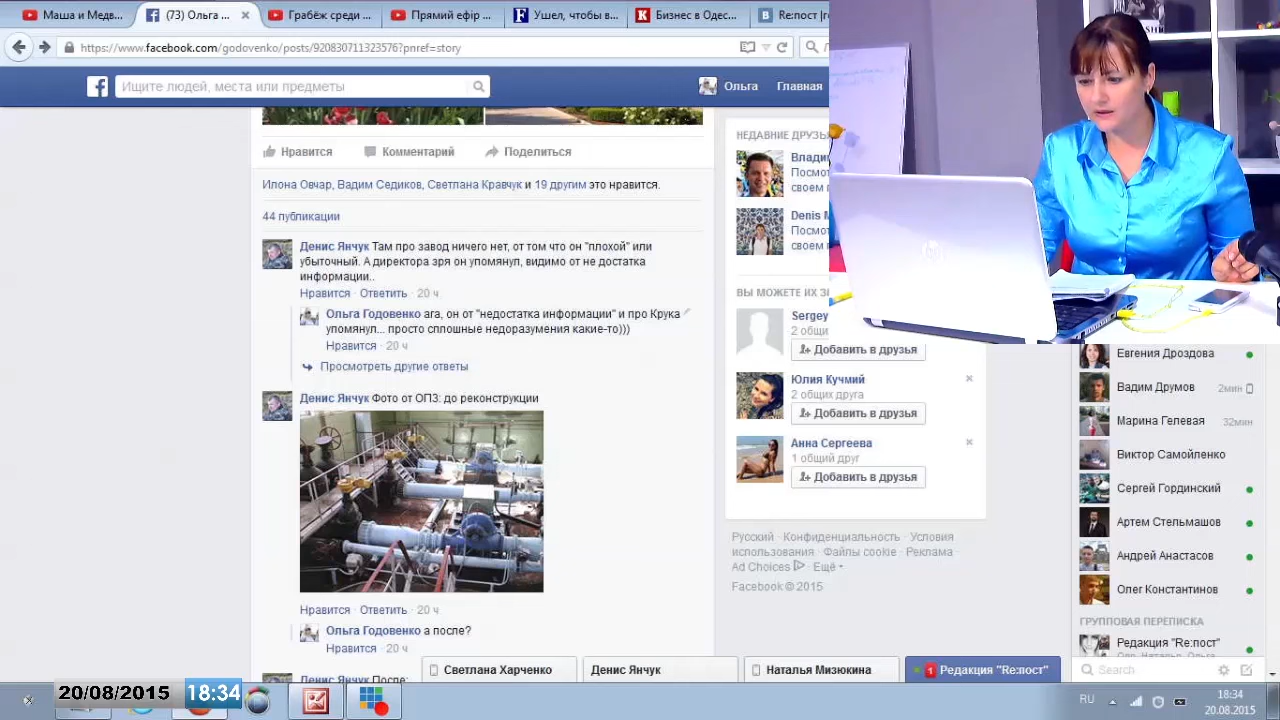 Маша и Медв...
(73) Ольга ...
Грабёж среди ...
Прямий ефір ...
Ушел, чтобы в...
Бизнес в Одес...
Re:пост |го
https://www.facebook.com/godovenko/posts/920830711323576?pnref=story
Ищите людей, места или предметы
Ольга
Главная
Нравится
Комментарий
Поделиться
Илона Овчар, Вадим Седиков, Светлана Кравчук и 19 другим это нравится.
44 публикации
Денис Янчук Там про завод ничего нет, от том что он "плохой" или
убыточный. А директора зря он упомянул, видимо от не достатка
информации..
Нравится · Ответить · 20 ч
Ольга Годовенко ага, он от "недостатка информации" и про Крука
упомянул... просто сплошные недоразумения какие-то)))
Нравится · 20 ч
Просмотреть другие ответы
Денис Янчук Фото от ОПЗ: до реконструкции
Нравится · Ответить · 20 ч
Ольга Годовенко а после?
Нравится · 20 ч
Денис Янчук После:
НЕДАВНИЕ ДРУЗЬЯ
Влади
Посмот
своем г
Denis M
Посмот
своем г
ВЫ МОЖЕТЕ ИХ З
Sergey
2 общи
Добавить в друзья
Юлия Кучмий
2 общих друга
Добавить в друзья
Анна Сергеева
1 общий друг
Добавить в друзья
Русский · Конфиденциальность · Условия
использования · Файлы cookie · Реклама ·
Ad Choices · Ещё
Facebook © 2015
Евгения Дроздова
Вадим Друмов 2мин
Марина Гелевая 32мин
Виктор Самойленко
Сергей Гординский
Артем Стельмашов
Андрей Анастасов
Олег Константинов
ГРУППОВАЯ ПЕРЕПИСКА
Редакция "Re:пост"
Search
Светлана Харченко
Денис Янчук
Наталья Мизюкина
1 Редакция "Re:пост"
20/08/2015 18:34
RU
18:34
20.08.2015